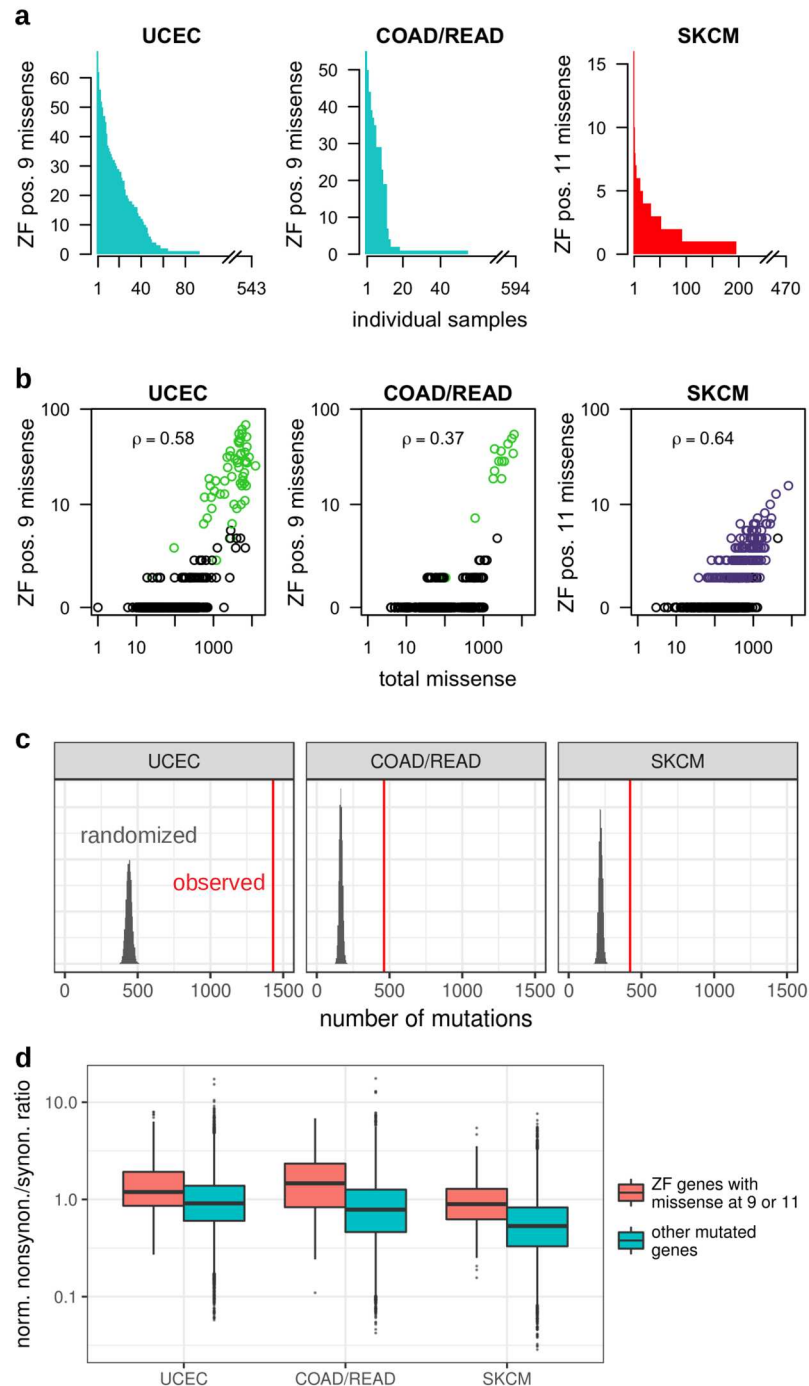 a
UCEC COAD/READ SKCM
ZF pos. 9 missense
60
50
40
30
20
10
0
1 40 80 543
ZF pos. 9 missense
50
40
30
20
10
0
1 20 40 594
ZF pos. 11 missense
15
10
5
0
1 100 200 470
individual samples
b
UCEC COAD/READ SKCM
ZF pos. 9 missense
100
10
0
ρ = 0.58
1 10 1000
ZF pos. 9 missense
100
10
0
ρ = 0.37
1 10 1000
ZF pos. 11 missense
100
10
0
ρ = 0.64
1 10 1000
total missense
c
UCEC COAD/READ SKCM
randomized
observed
0 500 1000 1500 0 500 1000 1500 0 500 1000 1500
number of mutations
d
norm. nonsynon./synon. ratio
10.0
1.0
0.1
UCEC COAD/READ SKCM
ZF genes with
missense at 9 or 11
other mutated
genes